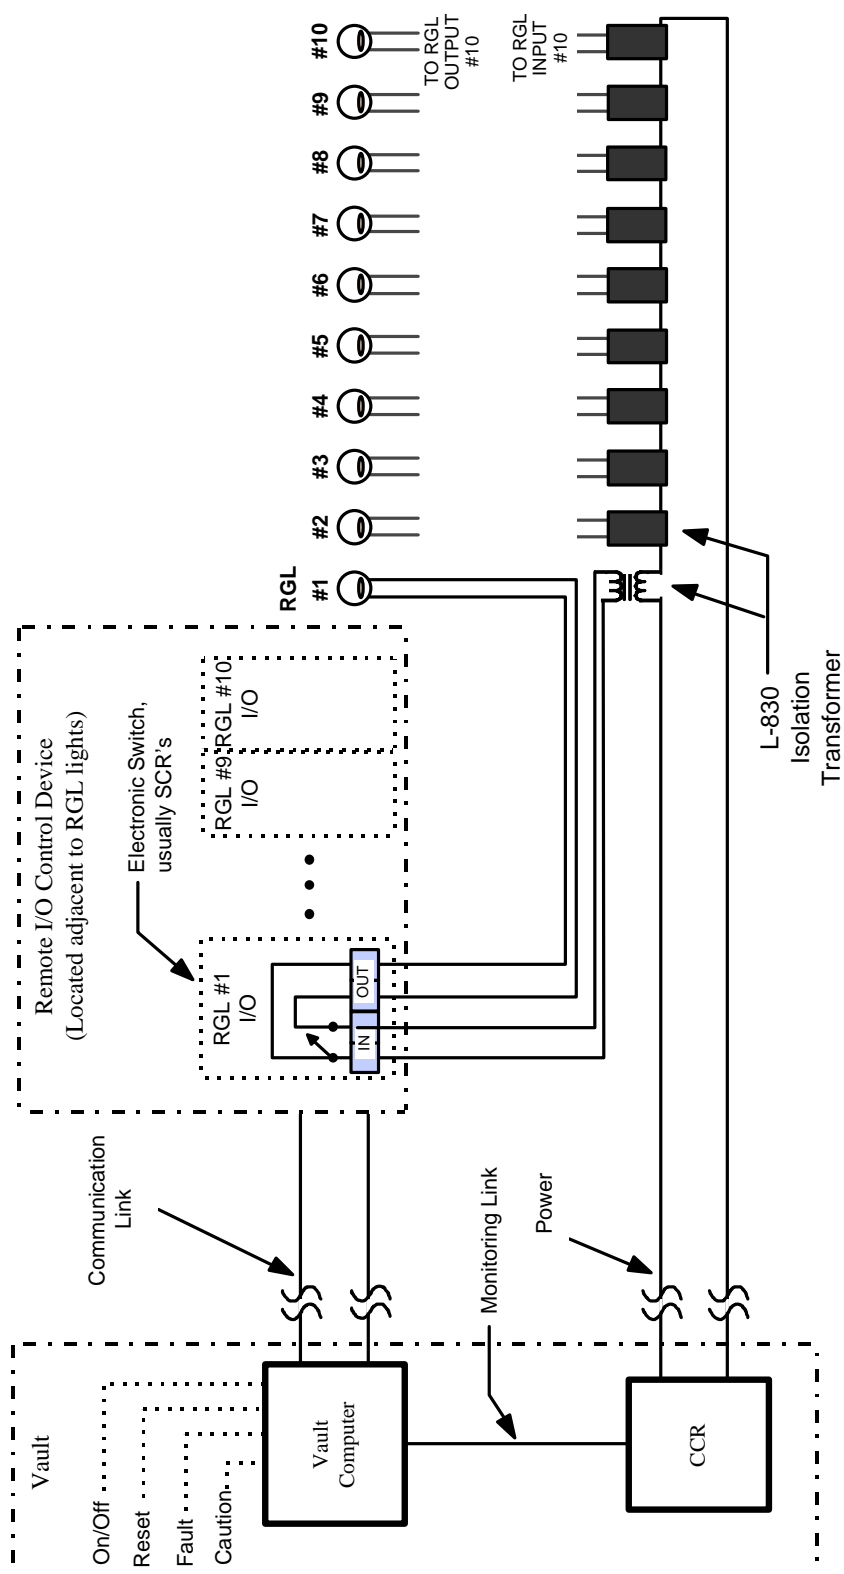 Vault
On/Off
Reset
Fault
Caution
Vault
Computer
CCR
Communication
Link
Monitoring Link
Power
Remote I/O Control Device
(Located adjacent to RGL lights)
Electronic Switch,
usually SCR's
RGL #1
I/O
IN
OUT
RGL #9
I/O
RGL #10
I/O
RGL
#1
#2
#3
#4
#5
#6
#7
#8
#9
#10
TO RGL
OUTPUT
#10
TO RGL
INPUT
#10
L-830
Isolation
Transformer